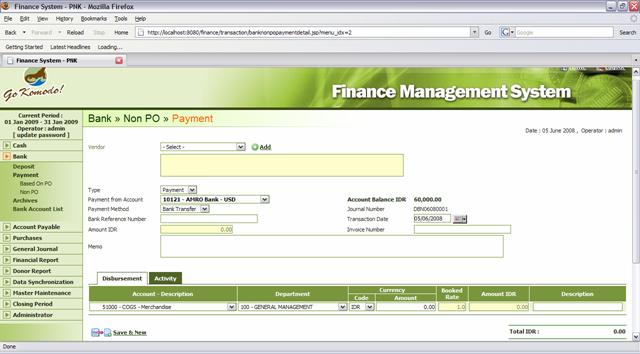 Finance System - PNK - Mozilla Firefox
File Edit View History Bookmarks Tools Help
Back Forward Reload Stop Home http://localhost:8080/finance/transaction/banknonpopaymentdetail.jsp?menu_idx=2 Go Google Search
Getting Started Latest Headlines Loading...
Finance System - PNK
Go Komodo!
Finance Management System
Current Period :
01 Jan 2009 - 31 Jan 2009
Operator : admin
[ update password ]
Cash
Bank
Deposit
Payment
Based On PO
Non PO
Archives
Bank Account List
Account Payable
Purchases
General Journal
Financial Report
Donor Report
Data Synchronization
Master Maintenance
Closing Period
Administrator
Bank » Non PO » Payment
Date : 05 June 2008 , Operator : admin
Vendor - Select - Add
Type Payment
Payment from Account 10121 - AMRO Bank - USD Account Balance IDR 60,000.00
Payment Method Bank Transfer Journal Number DBN06080001
Bank Reference Number Transaction Date 05/06/2008
Amount IDR 0.00 Invoice Number
Memo
Disbursement Activity
Account - Description Department Currency Booked Rate Amount IDR Description
Code Amount
51000 - COGS - Merchandise 100 - GENERAL MANAGEMENT IDR 0.00 1.0 0.00
Save & New Total IDR : 0.00
Done